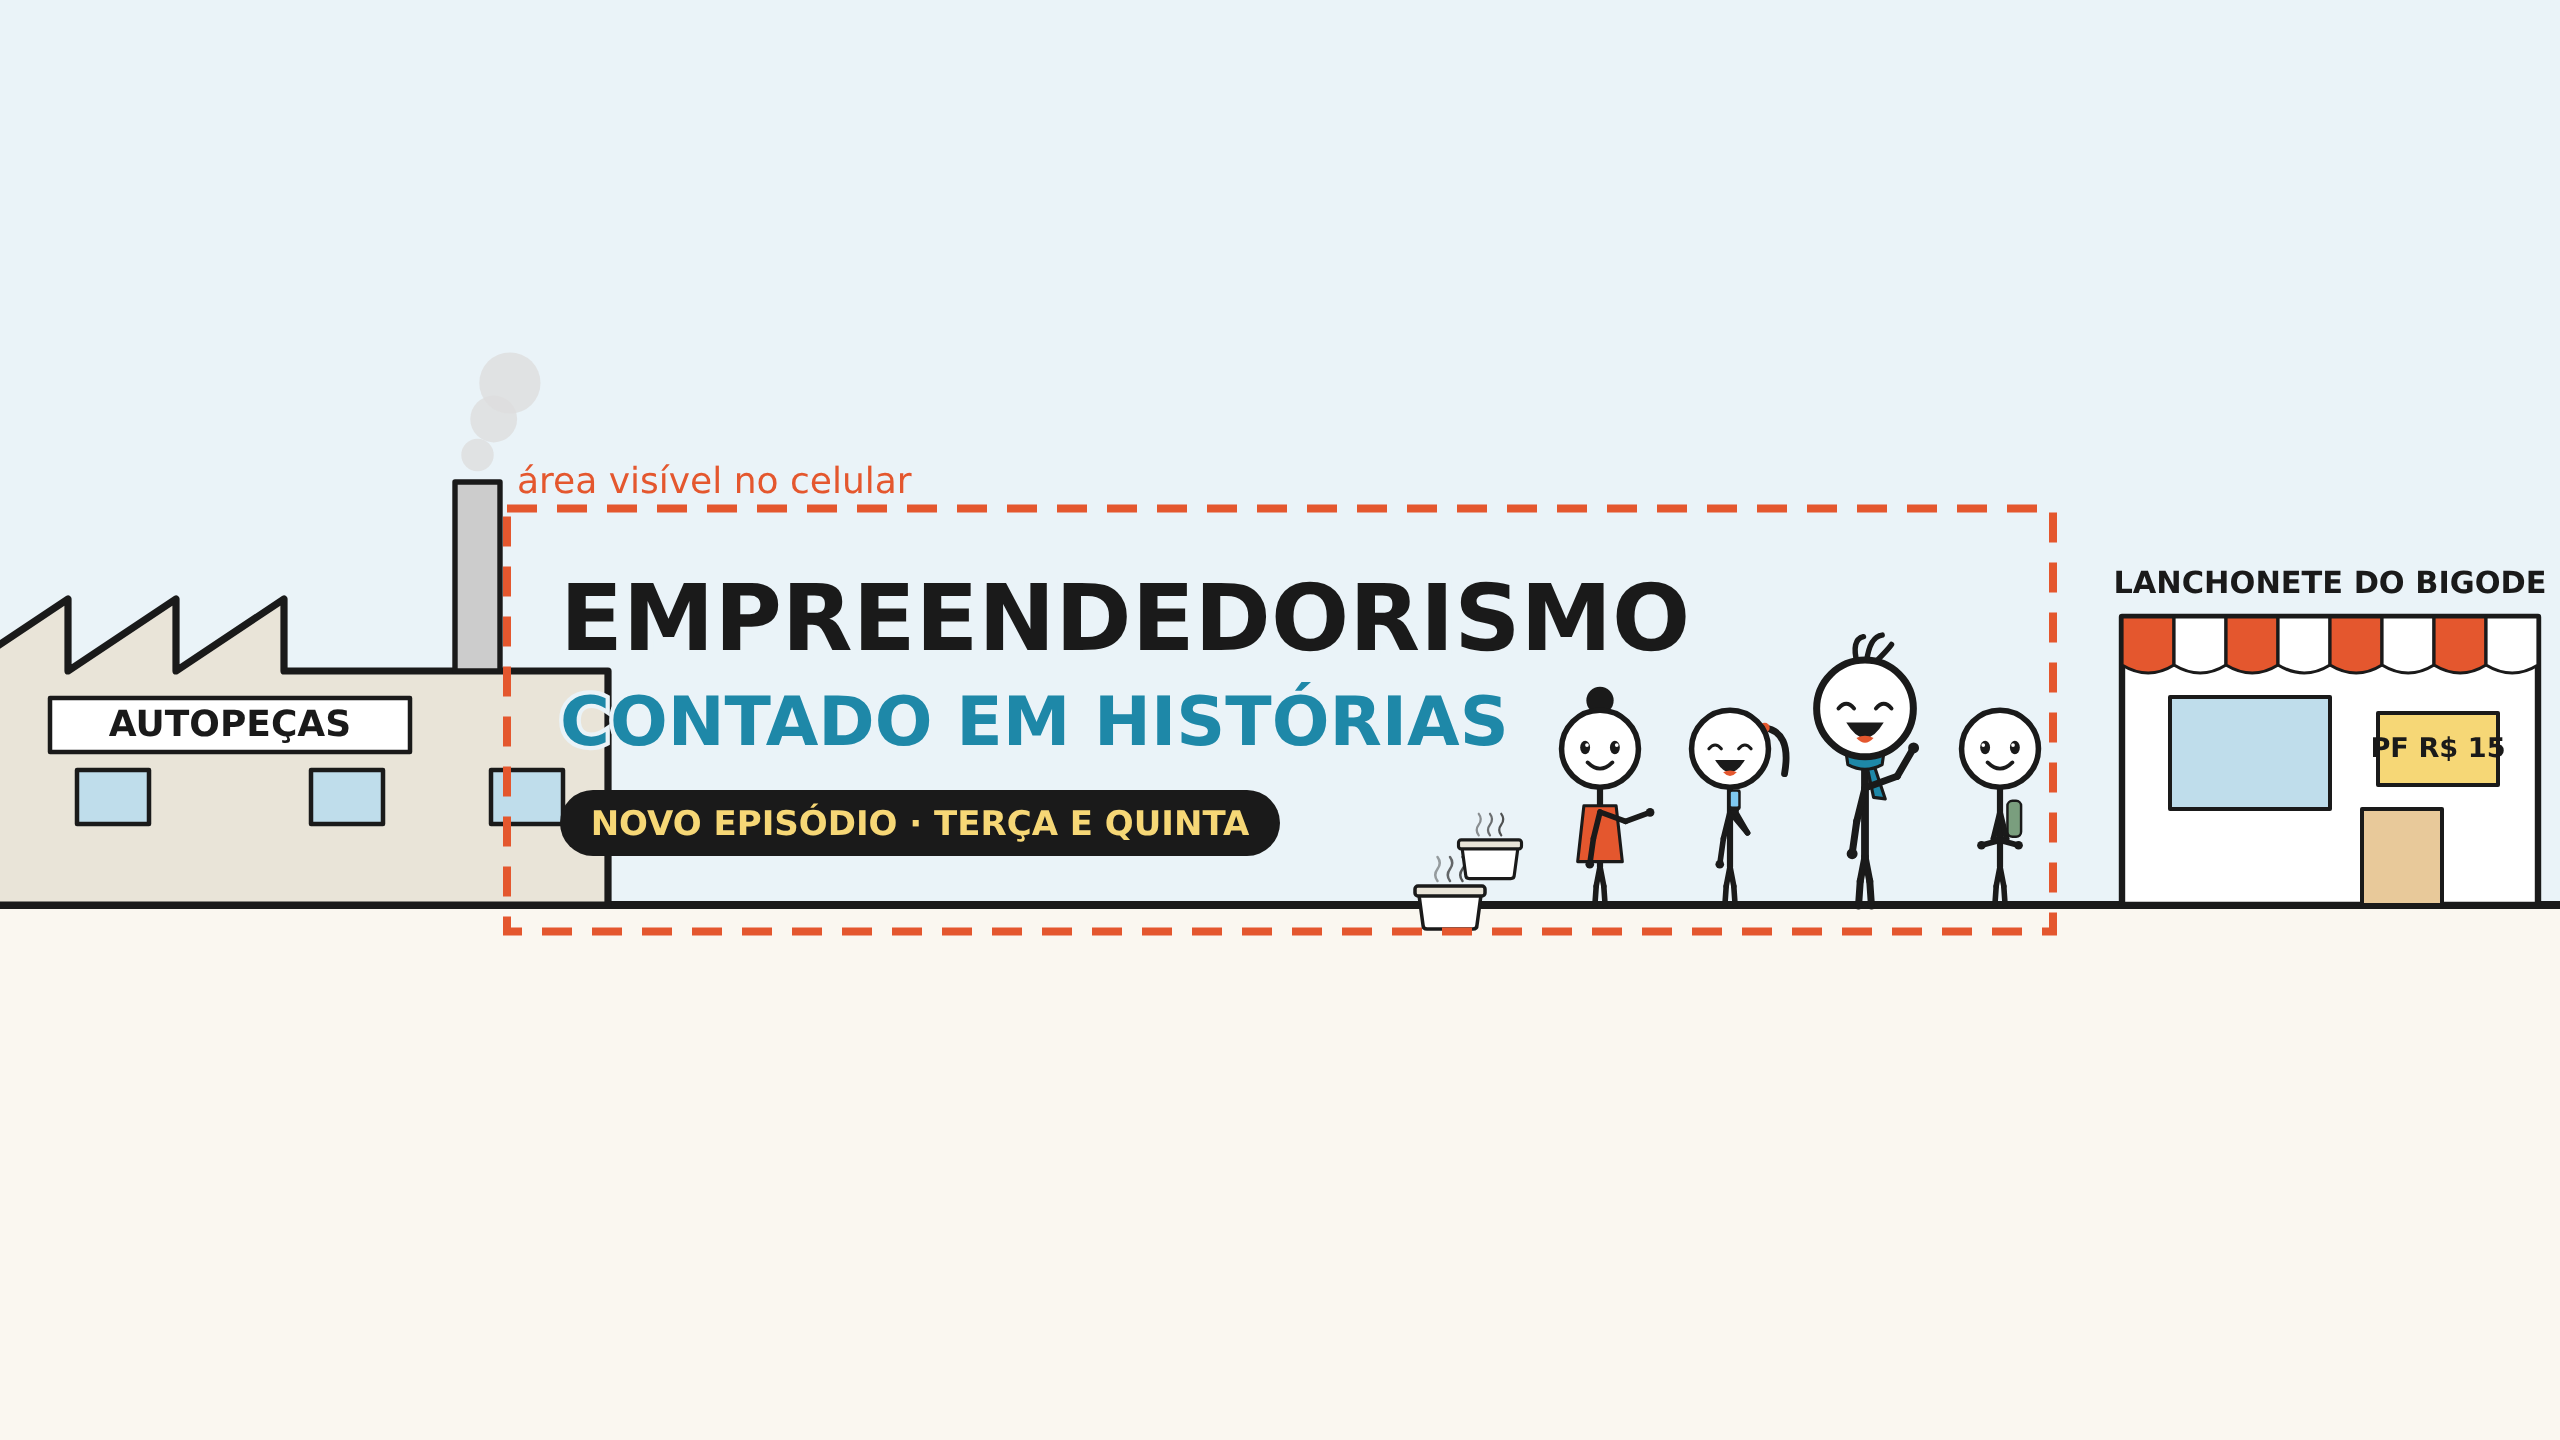 área visível no celular
EMPREENDEDORISMO
CONTADO EM HISTÓRIAS
NOVO EPISÓDIO · TERÇA E QUINTA
AUTOPEÇAS
LANCHONETE DO BIGODE
PF R$ 15